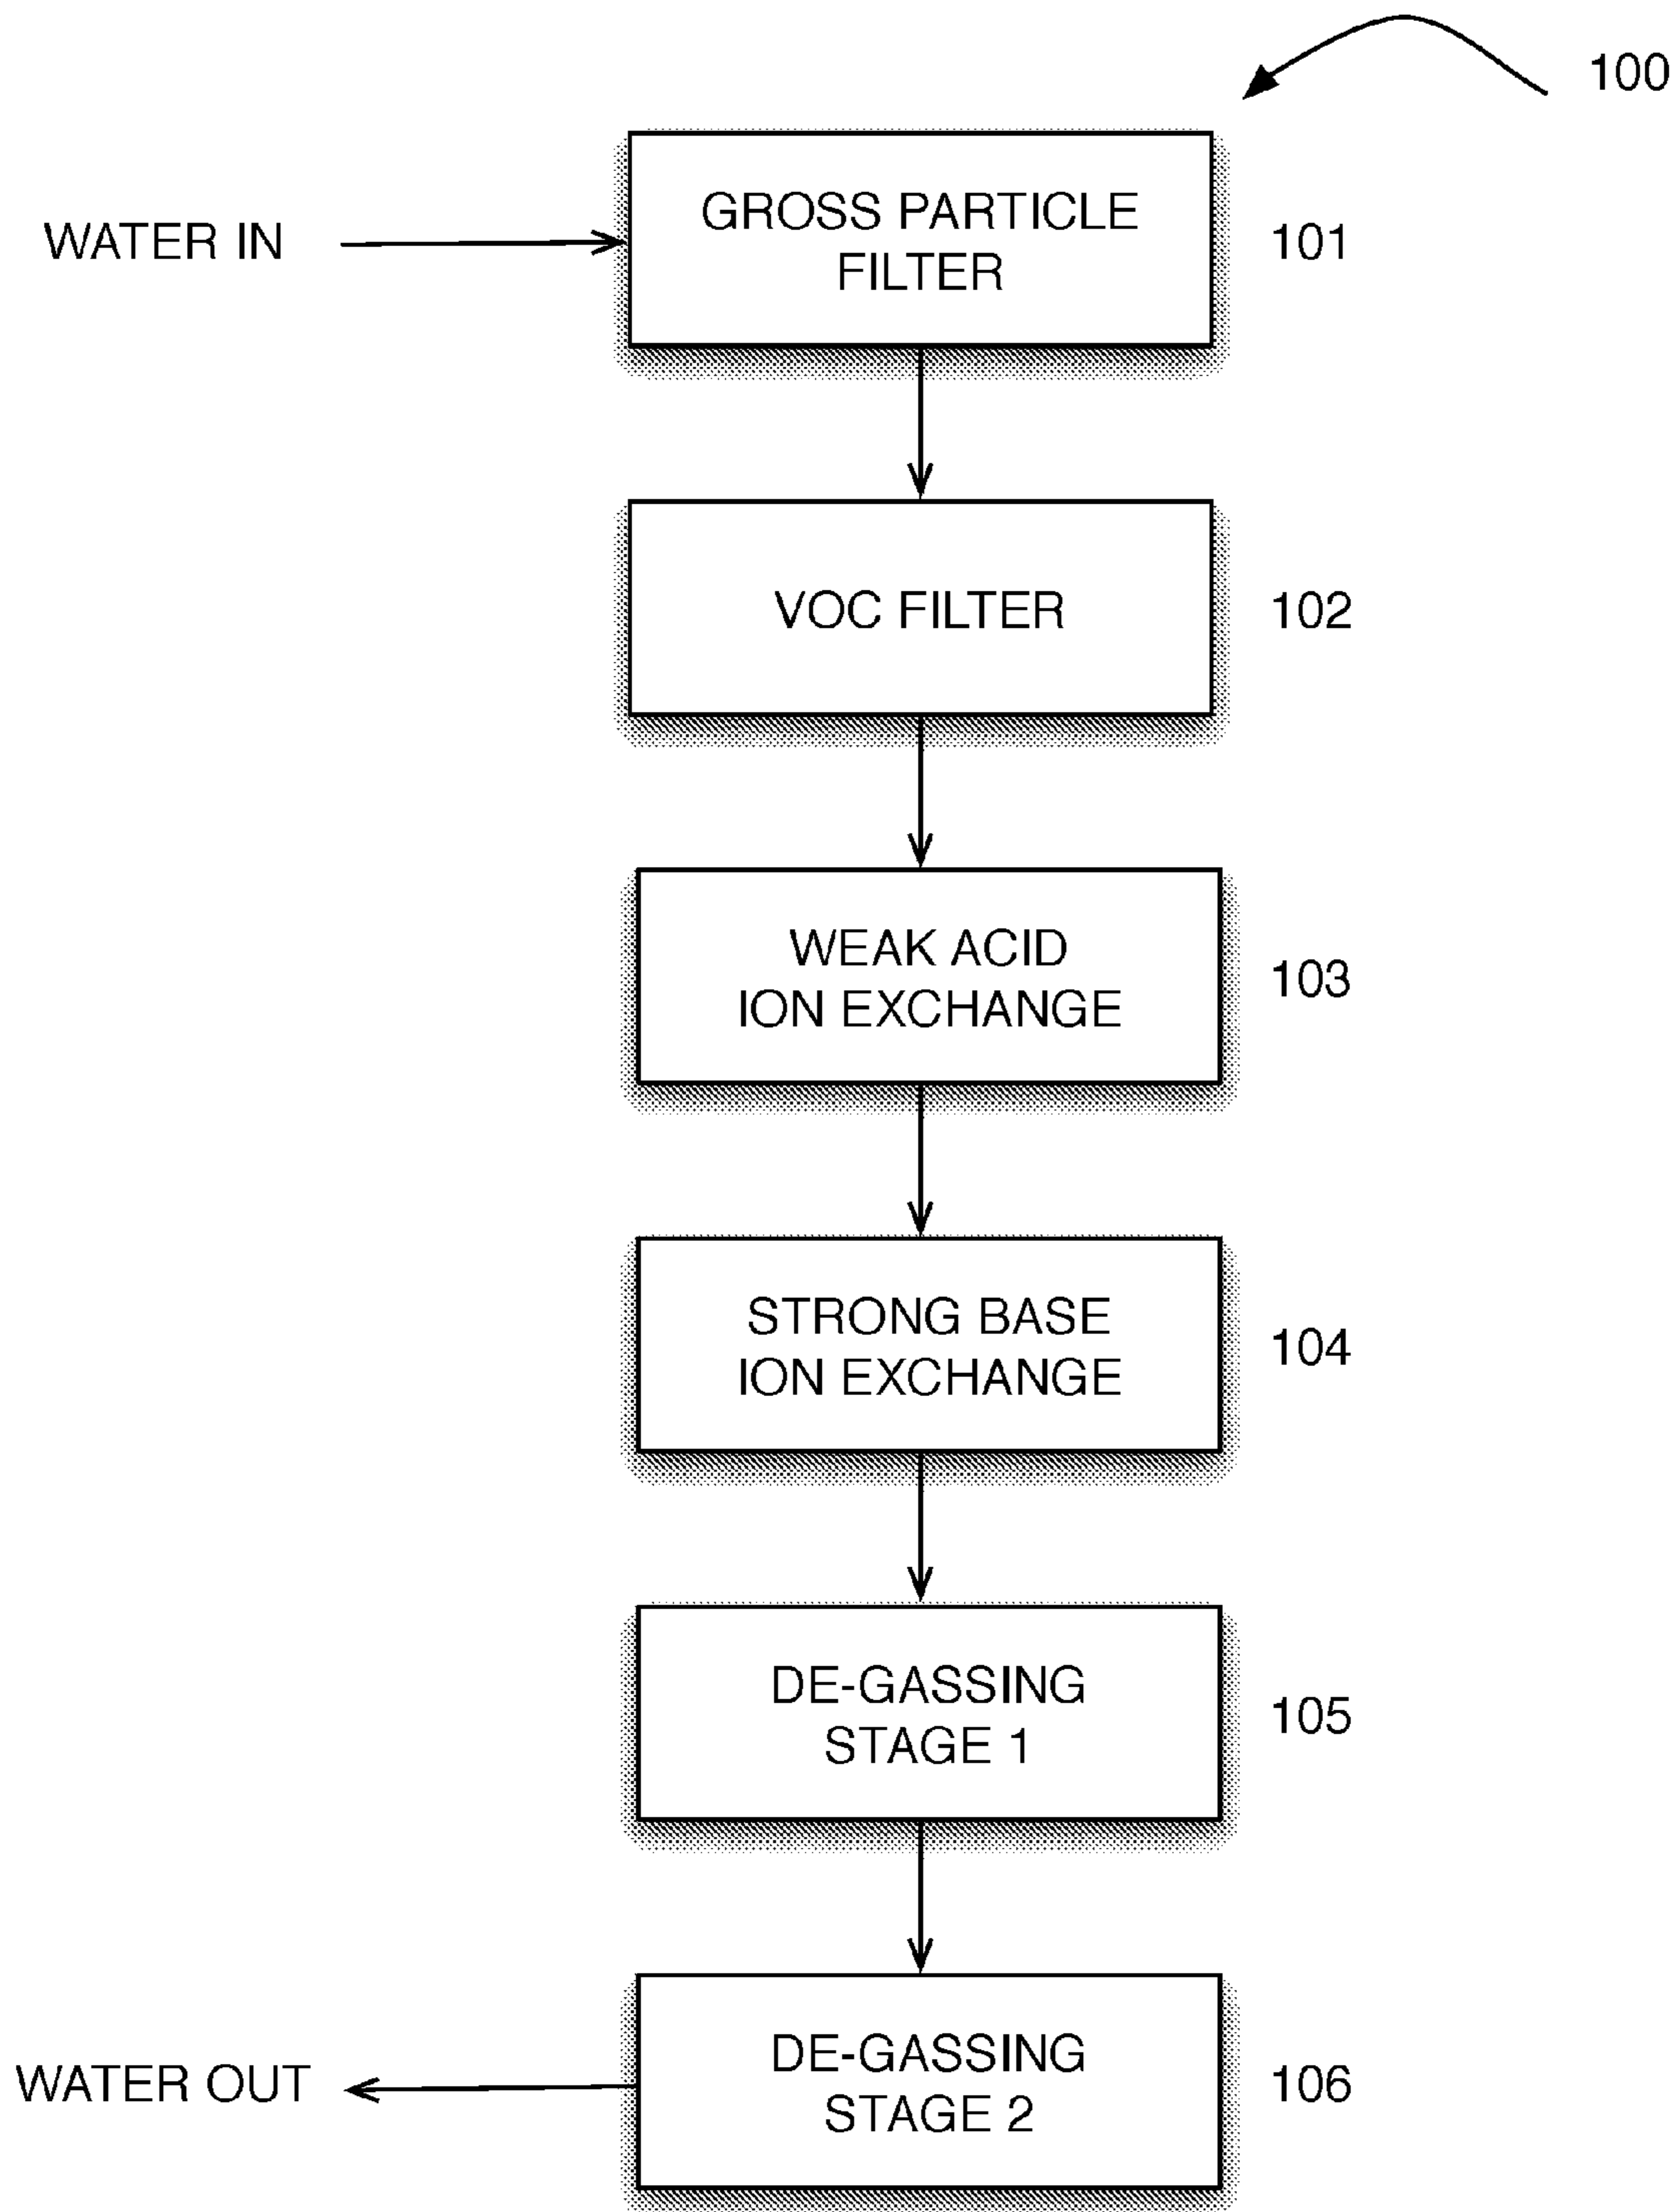 100
WATER IN
GROSS PARTICLE
FILTER
101
VOC FILTER
102
WEAK ACID
ION EXCHANGE
103
STRONG BASE
ION EXCHANGE
104
DE-GASSING
STAGE 1
105
WATER OUT
DE-GASSING
STAGE 2
106